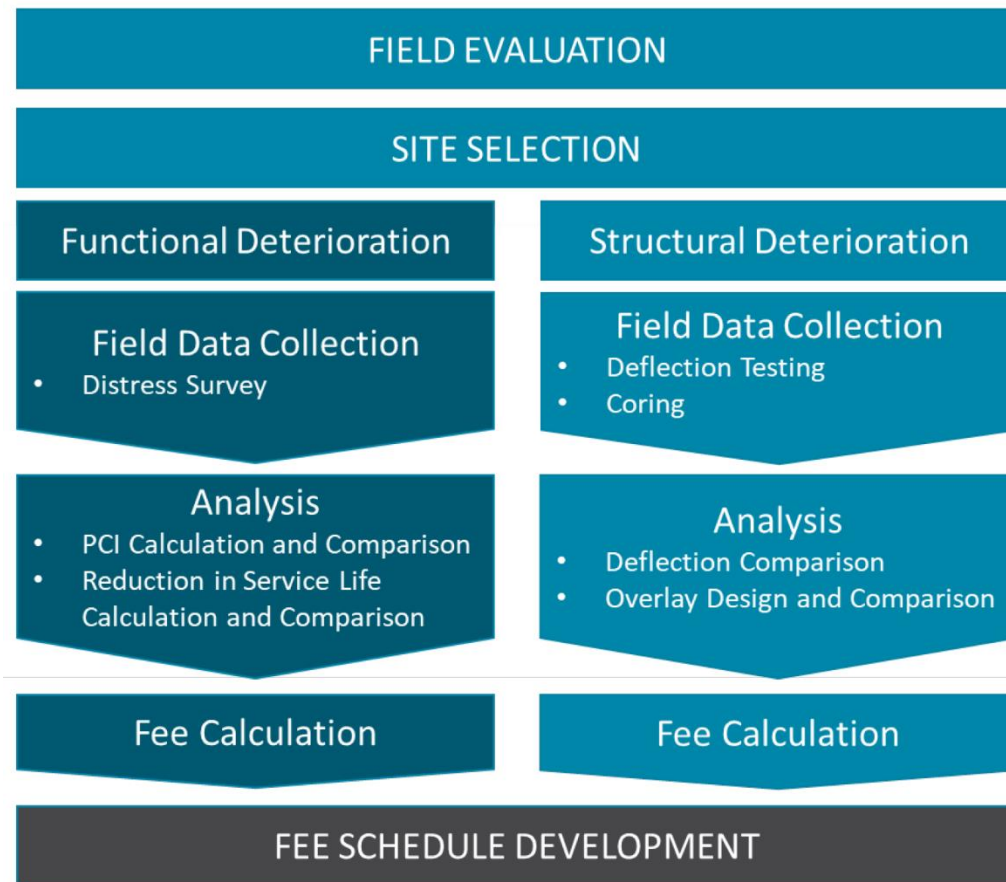 FIELD EVALUATION
SITE SELECTION
Functional Deterioration
Field Data Collection
• Distress Survey
Analysis
• PCI Calculation and Comparison
• Reduction in Service Life
Calculation and Comparison
Fee Calculation
Structural Deterioration
Field Data Collection
• Deflection Testing
• Coring
Analysis
• Deflection Comparison
• Overlay Design and Comparison
Fee Calculation
FEE SCHEDULE DEVELOPMENT